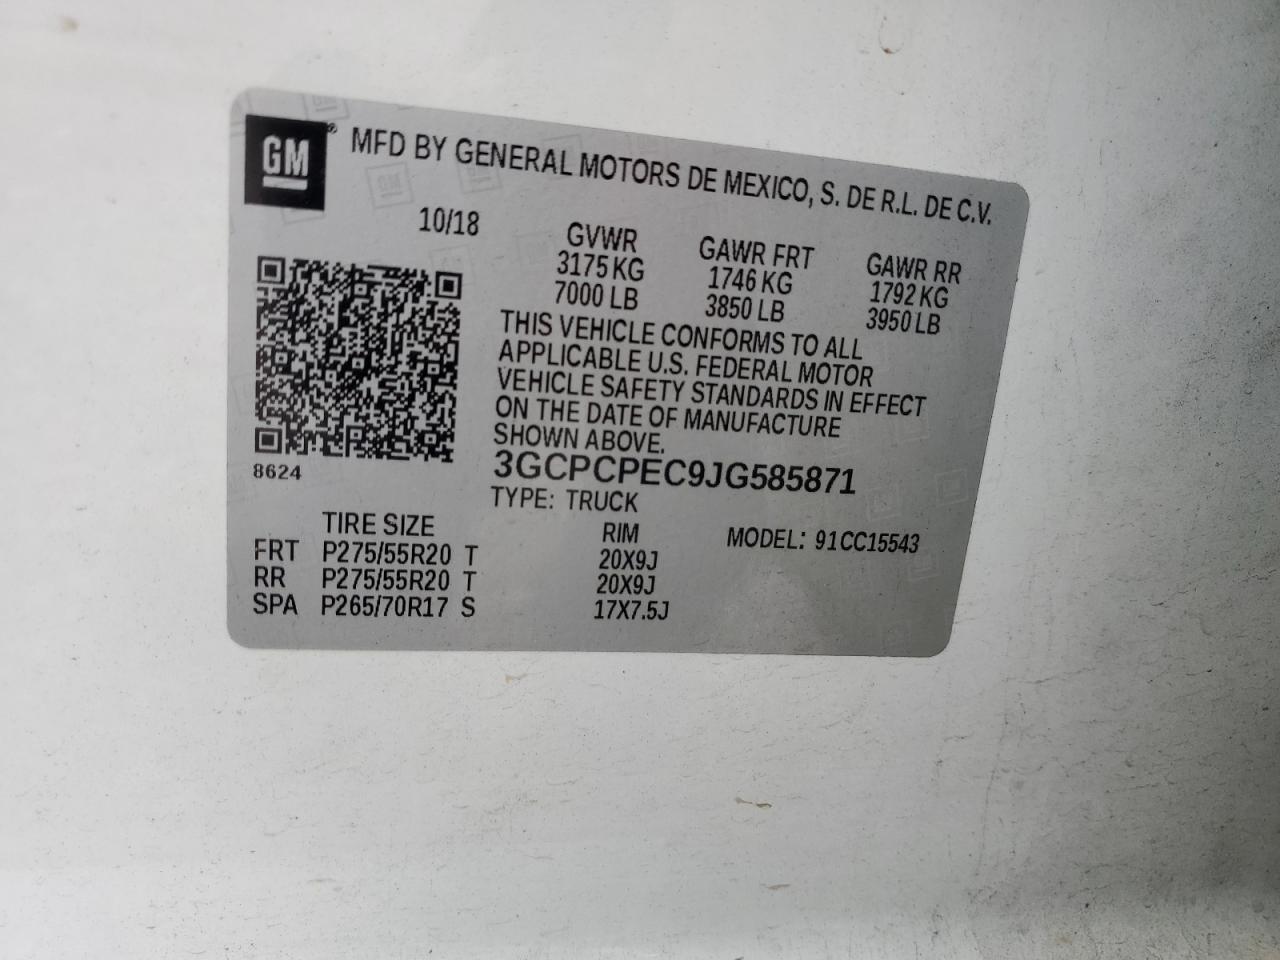 GM ® MFD BY GENERAL MOTORS DE MEXICO, S. DE R.L. DE C.V.
10/18
GVWR GAWR FRT GAWR RR
3175 KG 1746 KG 1792 KG
7000 LB 3850 LB 3950 LB
THIS VEHICLE CONFORMS TO ALL
APPLICABLE U.S. FEDERAL MOTOR
VEHICLE SAFETY STANDARDS IN EFFECT
ON THE DATE OF MANUFACTURE
SHOWN ABOVE.
8624
3GCPCPEC9JG585871
TYPE: TRUCK
TIRE SIZE RIM MODEL: 91CC15543
FRT P275/55R20 T 20X9J
RR P275/55R20 T 20X9J
SPA P265/70R17 S 17X7.5J